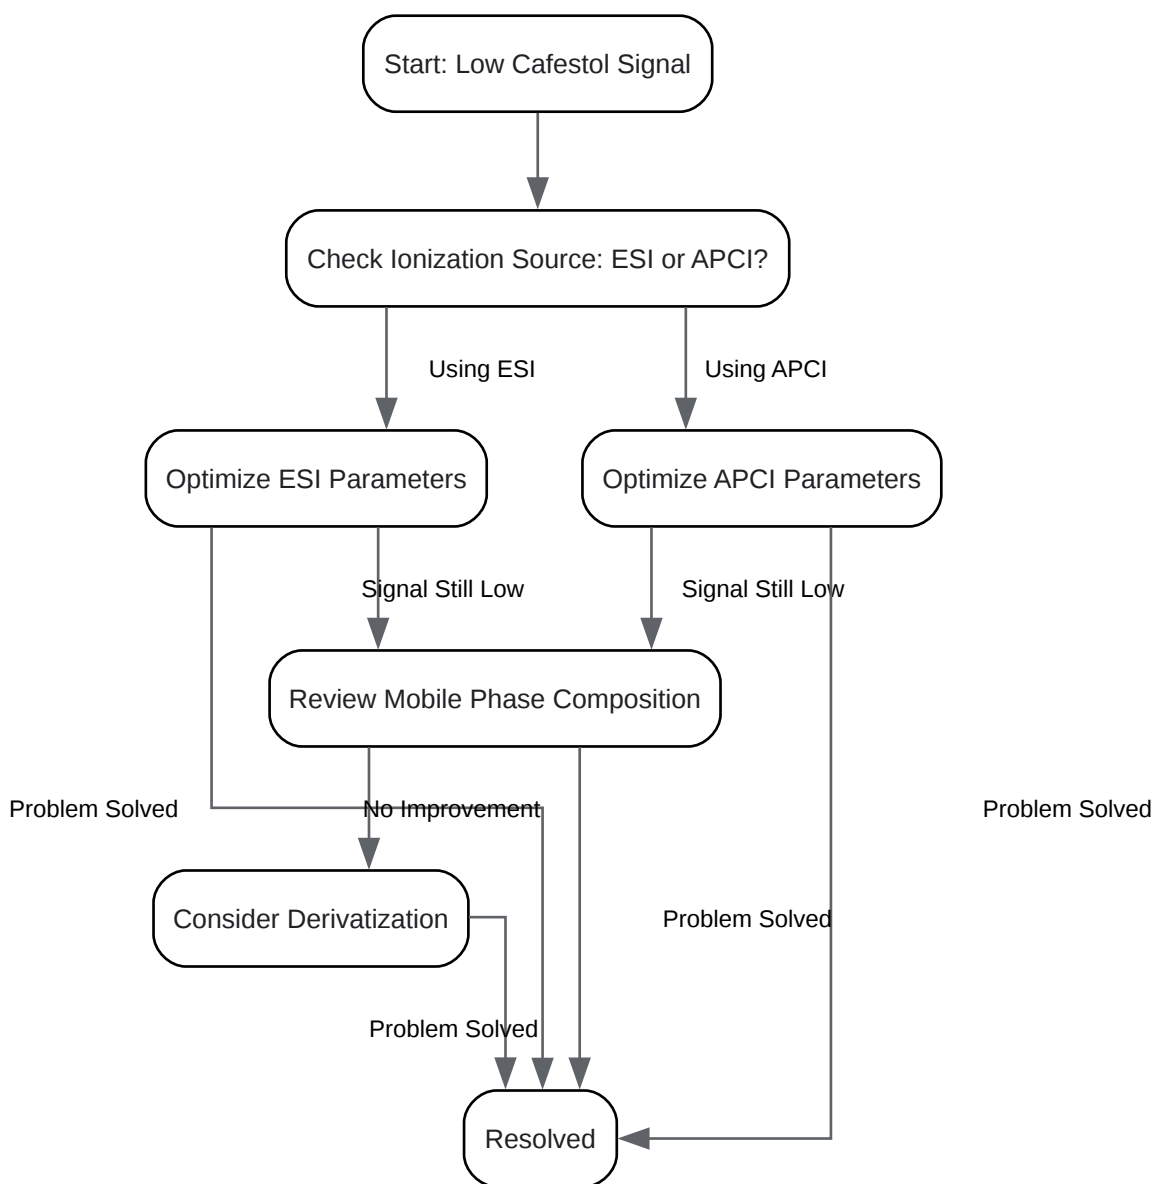 Start: Low Cafestol Signal
Check Ionization Source: ESI or APCI?
Using ESI
Using APCI
Optimize ESI Parameters
Optimize APCI Parameters
Signal Still Low
Signal Still Low
Review Mobile Phase Composition
Problem Solved
No Improvement
Problem Solved
Consider Derivatization
Problem Solved
Problem Solved
Resolved